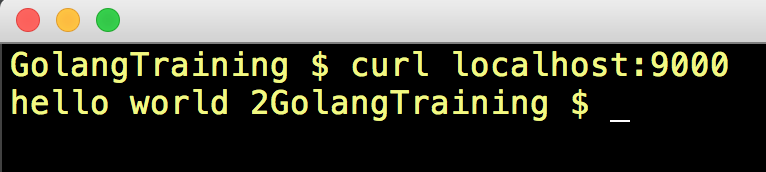 GolangTraining $ curl localhost:9000
hello world 2GolangTraining $ _